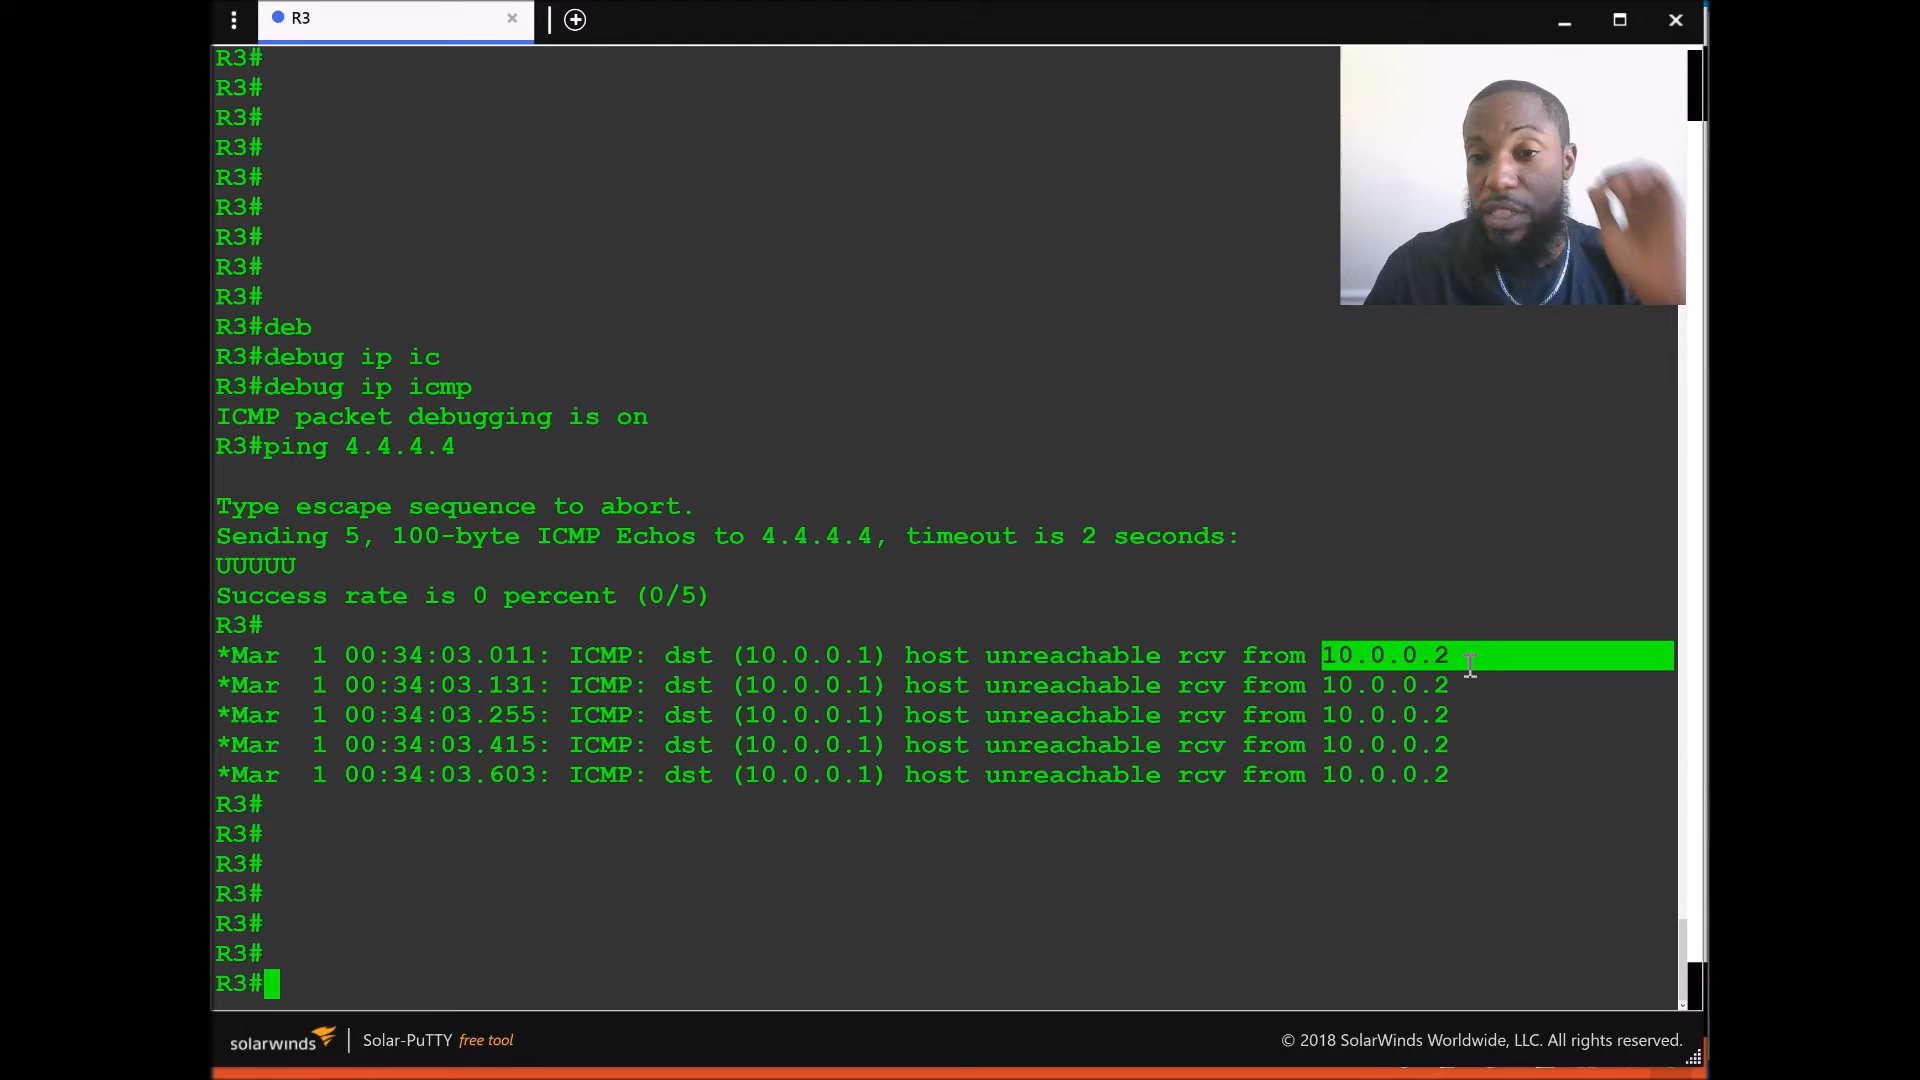 R3
R3#
R3#
R3#
R3#
R3#
R3#
R3#
R3#
R3#
R3#deb
R3#debug ip ic
R3#debug ip icmp
ICMP packet debugging is on
R3#ping 4.4.4.4
Type escape sequence to abort.
Sending 5, 100-byte ICMP Echos to 4.4.4.4, timeout is 2 seconds:
UUUUU
Success rate is 0 percent (0/5)
R3#
*Mar  1 00:34:03.011: ICMP: dst (10.0.0.1) host unreachable rcv from 10.0.0.2
*Mar  1 00:34:03.131: ICMP: dst (10.0.0.1) host unreachable rcv from 10.0.0.2
*Mar  1 00:34:03.255: ICMP: dst (10.0.0.1) host unreachable rcv from 10.0.0.2
*Mar  1 00:34:03.415: ICMP: dst (10.0.0.1) host unreachable rcv from 10.0.0.2
*Mar  1 00:34:03.603: ICMP: dst (10.0.0.1) host unreachable rcv from 10.0.0.2
R3#
R3#
R3#
R3#
R3#
R3#
R3#
solarwinds | Solar-PuTTY free tool © 2018 SolarWinds Worldwide, LLC. All rights reserved.